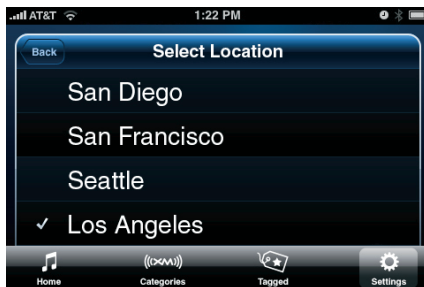 AT&T 1:22 PM
Back Select Location
San Diego
San Francisco
Seattle
Los Angeles
((XM))
Home Categories Tagged Settings